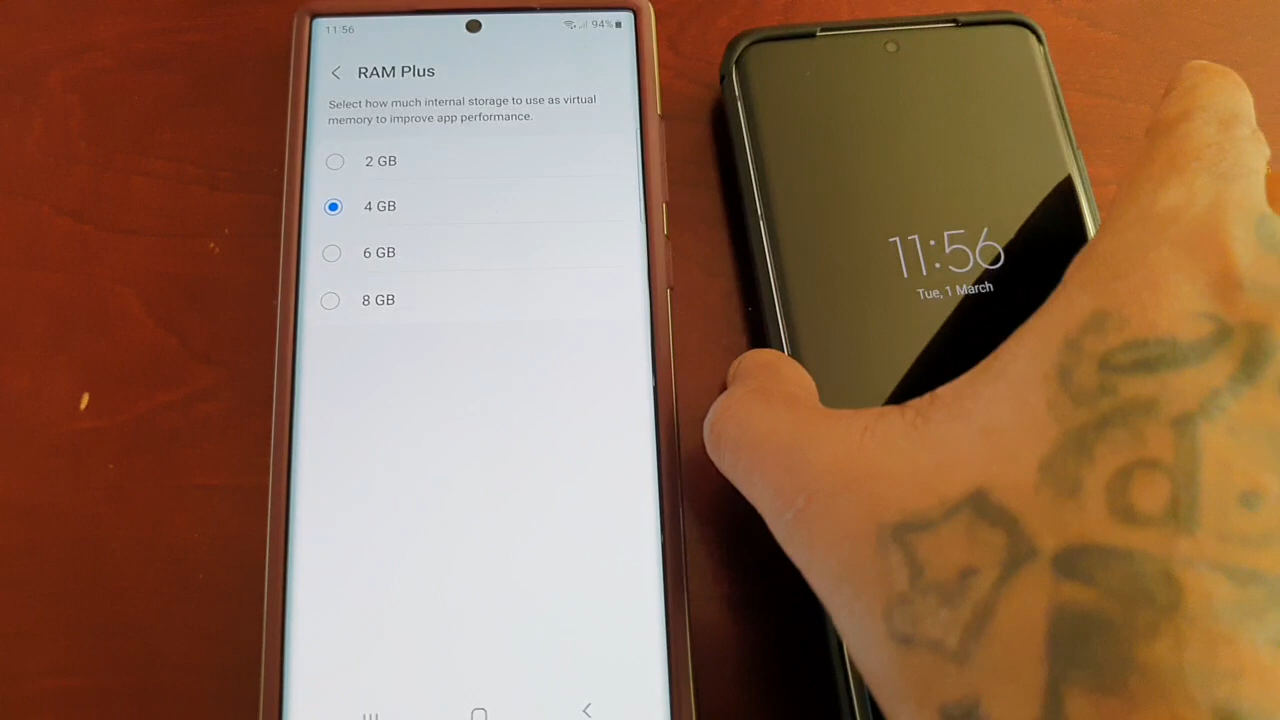 11:56
94%
RAM Plus
Select how much internal storage to use as virtual
memory to improve app performance.
2 GB
4 GB
6 GB
8 GB
11:56
Tue, 1 March